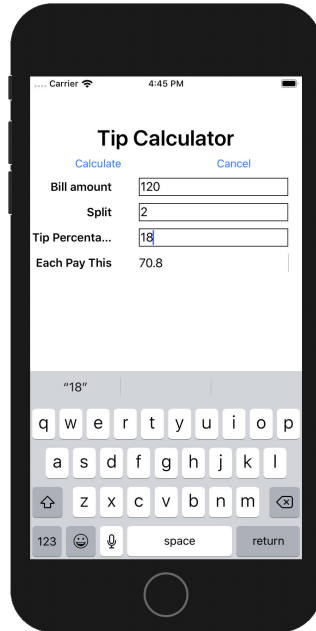 Carrier 4:45 PM
Tip Calculator
Calculate Cancel
Bill amount 120
Split 2
Tip Percenta... 18
Each Pay This 70.8
“18”
q w e r t y u i o p
a s d f g h j k l
z x c v b n m
123 space return